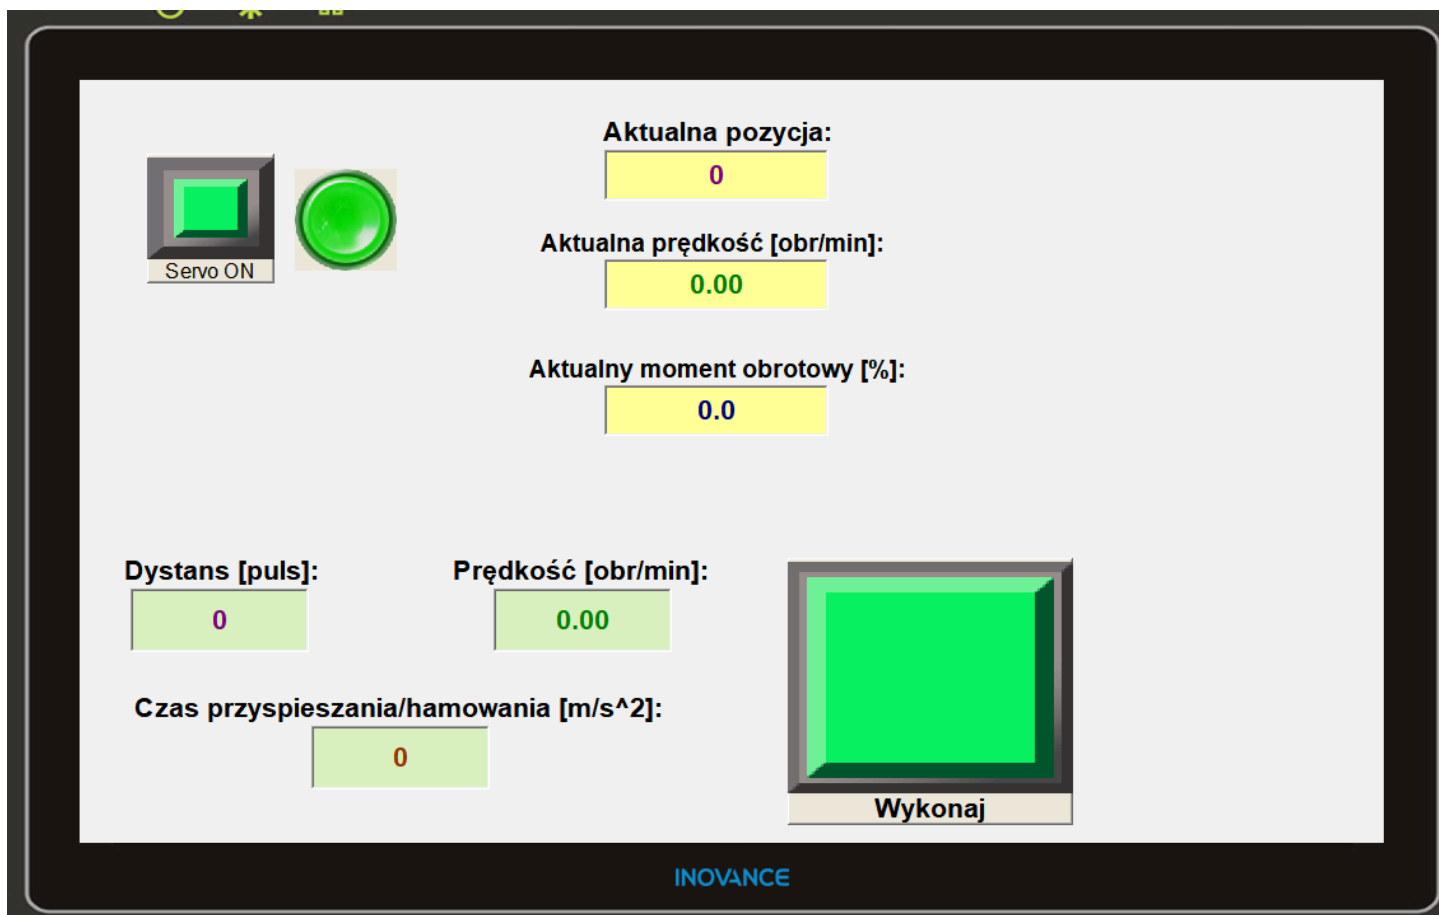 Aktualna pozycja:
0
Servo ON
Aktualna prędkość [obr/min]:
0.00
Aktualny moment obrotowy [%]:
0.0
Dystans [puls]:
0
Prędkość [obr/min]:
0.00
Czas przyspieszania/hamowania [m/s^2]:
0
Wykonaj
INOVANCE